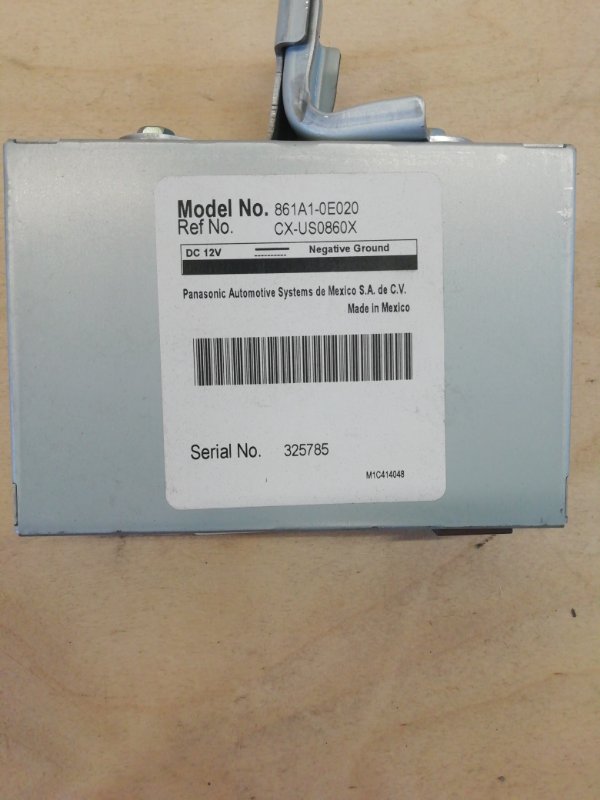 Model No. 861A1-0E020
Ref No. CX-US0860X
DC 12V Negative Ground
Panasonic Automotive Systems de Mexico S.A. de C.V.
Made in Mexico
Serial No. 325785
M1C414048